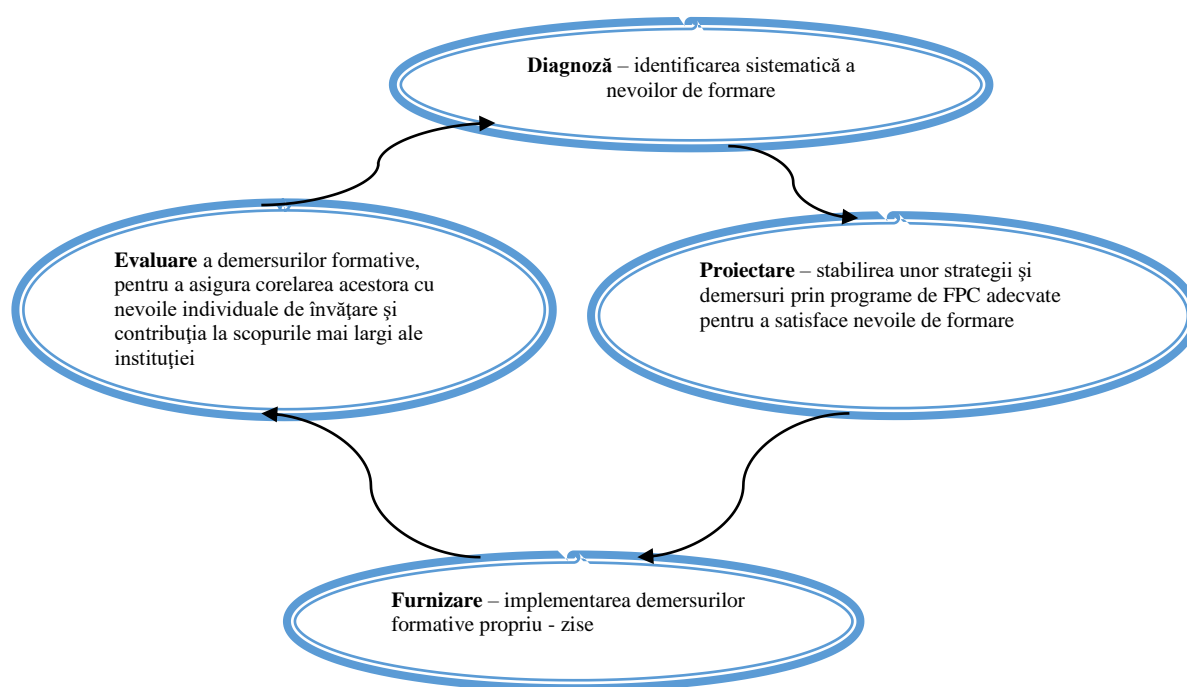 Diagnoză – identificarea sistematică a
nevoilor de formare
Evaluare a demersurilor formative,
pentru a asigura corelarea acestora cu
nevoile individuale de învăţare şi
contribuţia la scopurile mai largi ale
instituţiei
Proiectare – stabilirea unor strategii şi
demersuri prin programe de FPC adecvate
pentru a satisface nevoile de formare
Furnizare – implementarea demersurilor
formative propriu - zise